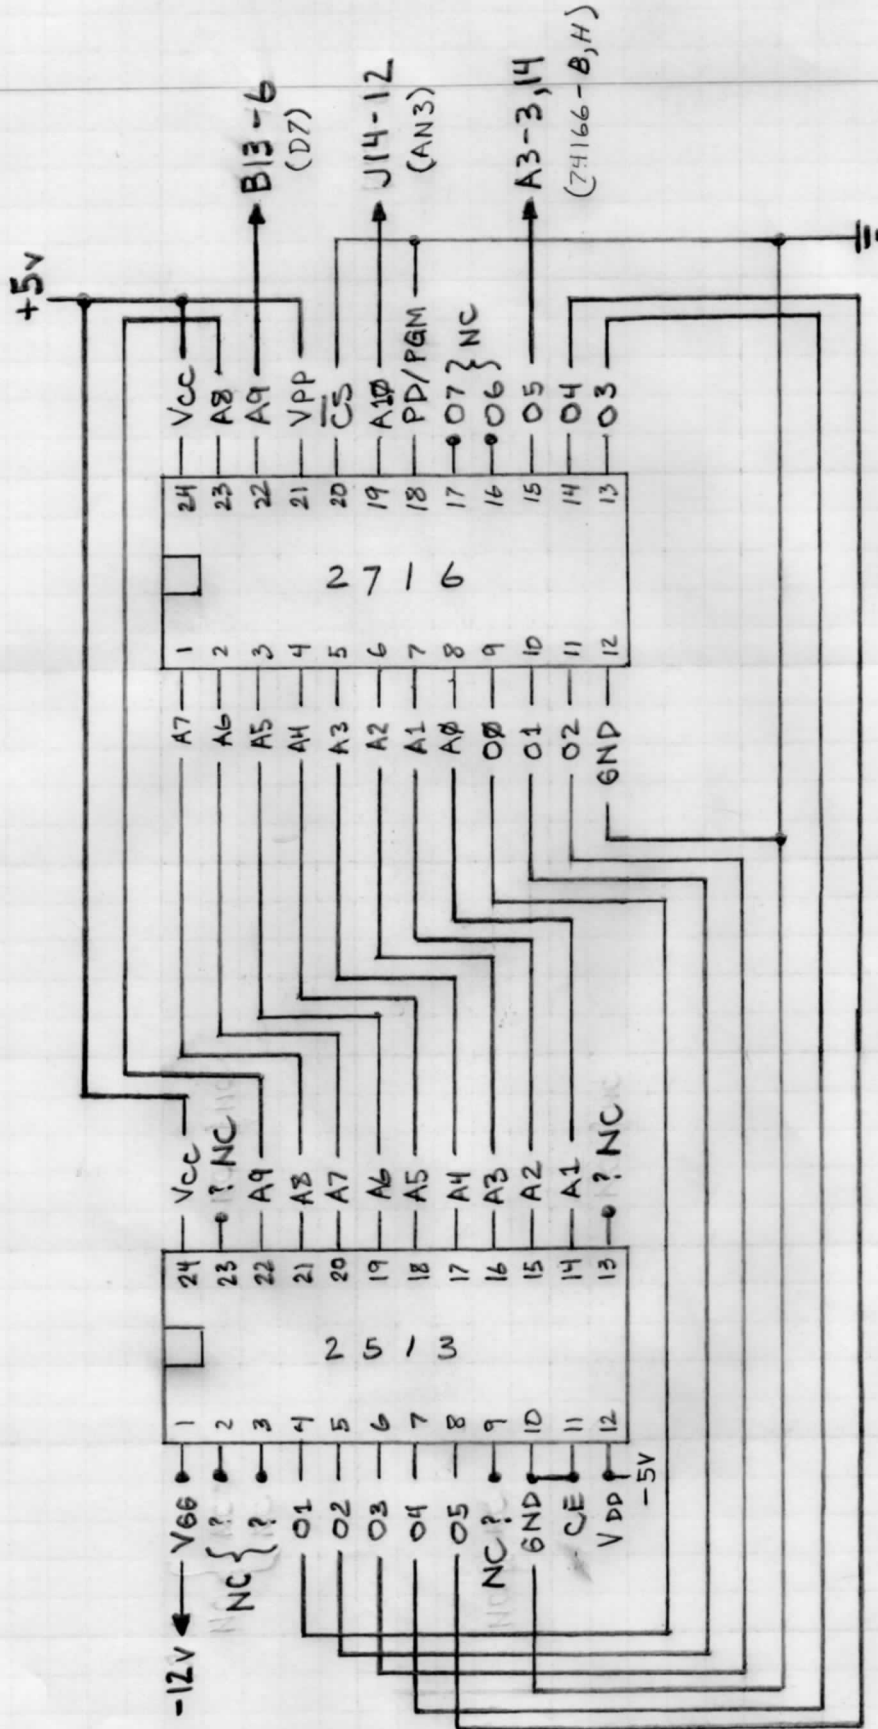 +5v
B13-6
(D7)
J14-12
(AN3)
A3-3,14
(74166-B,H)
24 Vcc
23 A8
22 A9
21 VPP
20 CS
19 A1Ø
18 PD/PGM
17 O7 } NC
16 O6
15 O5
14 O4
13 O3
2716
1 A7
2 A6
3 A5
4 A4
5 A3
6 A2
7 A1
8 AØ
9 OØ
10 O1
11 O2
12 GND
24 Vcc
23 ? NC
22 A9
21 A8
20 A7
19 A6
18 A5
17 A4
16 A3
15 A2
14 A1
13 ? NC
2513
1 VGG -12v
2 ?
NC {
3 ?
4 O1
5 O2
6 O3
7 O4
8 O5
9 NC?
10 GND
11 CE
12 VDD
-5V